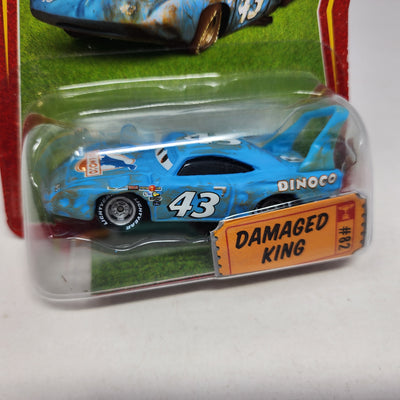 43
DINOCO
43
DAMAGED
KING
#82